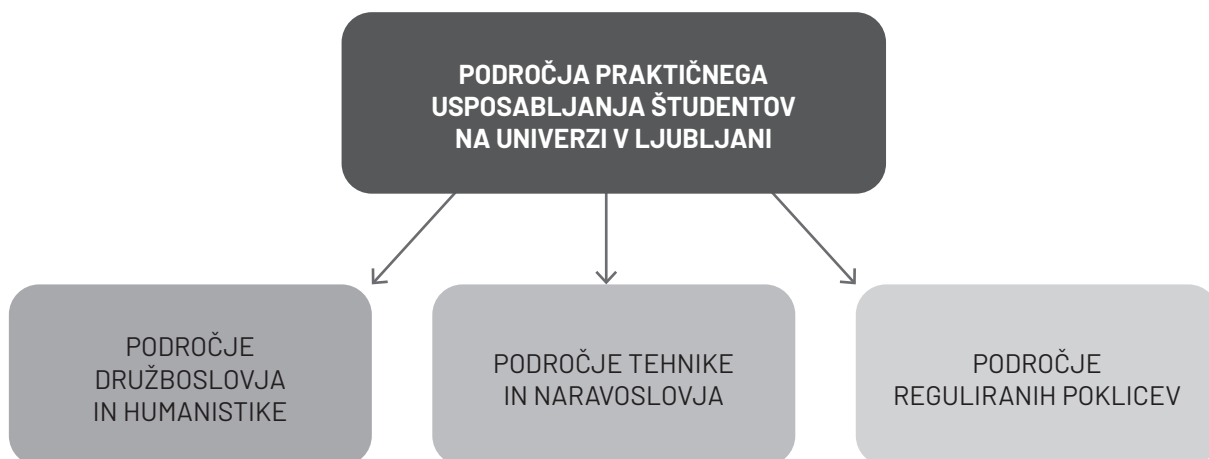 PODROČJA PRAKTIČNEGA
USPOSABLJANJA ŠTUDENTOV
NA UNIVERZI V LJUBLJANI
PODROČJE
DRUŽBOSLOVJA
IN HUMANISTIKE
PODROČJE TEHNIKE
IN NARAVOSLOVJA
PODROČJE
REGULIRANIH POKLICEV